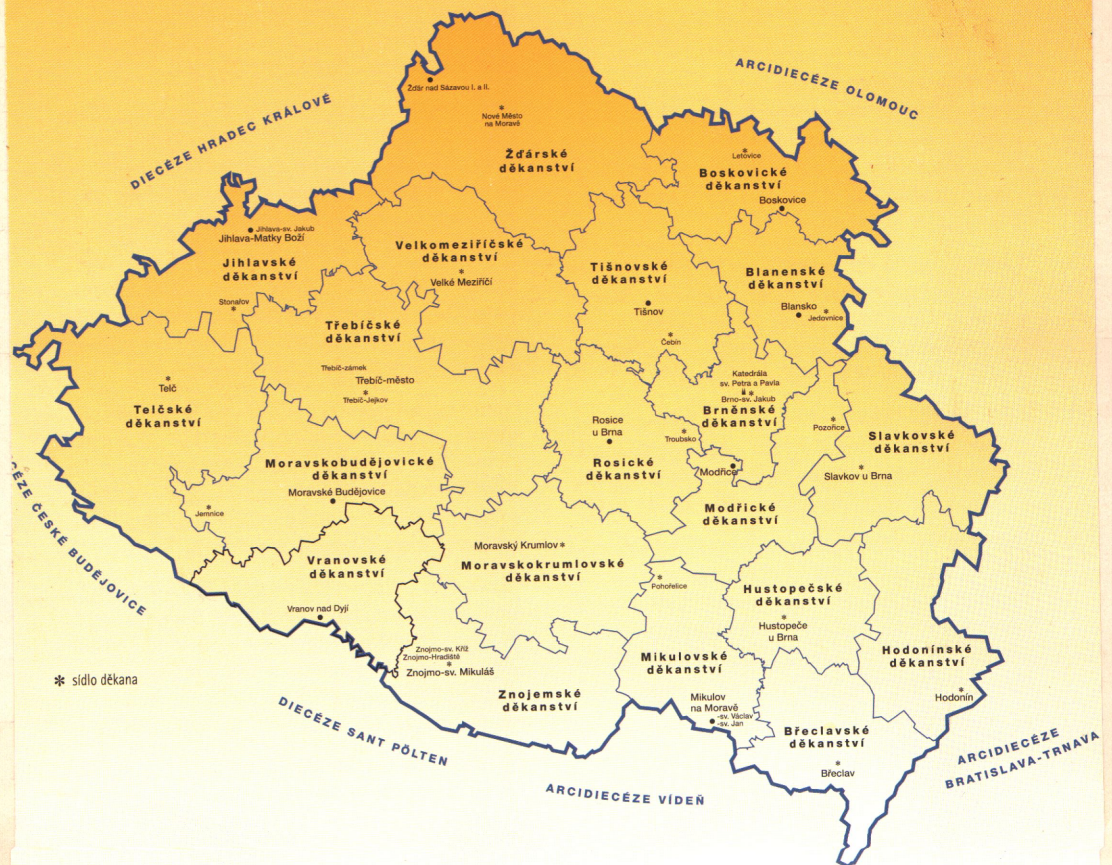 ARCIDIECÉZE OLOMOUC
DIECÉZE HRADEC KRÁLOVÉ
Žďár nad Sázavou I. a II.
Nové Město
na Moravě
Žďárské
děkanství
Letovice
Boskovické
děkanství
Boskovice
Jihlava-sv. Jakub
Jihlava-Matky Boží
Jihlavské
děkanství
Stonařov
Velkomeziříčské
děkanství
Velké Meziříčí
Tišnovské
děkanství
Tišnov
Čebín
Blanenské
děkanství
Blansko
Jedovnice
Třebíčské
děkanství
Třebíč-zámek
Třebíč-město
Třebíč-Jejkov
Telč
Telčské
děkanství
Katedrála
sv. Petra a Pavla
Brno-sv. Jakub
Brněnské
děkanství
Rosice
u Brna
Troubsko
Rosické
děkanství
Pozořice
Slavkovské
děkanství
Slavkov u Brna
Modřice
Modřické
děkanství
Moravskobudějovické
děkanství
Moravské Budějovice
Jemnice
CÉZE ČESKÉ BUDĚJOVICE
Vranovské
děkanství
Vranov nad Dyjí
Moravský Krumlov
Moravskokrumlovské
děkanství
Pohořelice
Hustopečské
děkanství
Hustopeče
u Brna
Hodonínské
děkanství
Hodonín
Znojmo-sv. Kříž
Znojmo-Hradiště
Znojmo-sv. Mikuláš
Znojemské
děkanství
Mikulovské
děkanství
Mikulov
na Moravě
-sv. Václav
-sv. Jan
Břeclavské
děkanství
Břeclav
* sídlo děkana
DIECÉZE SANT PÖLTEN
ARCIDIECÉZE VÍDEŇ
ARCIDIECÉZE
BRATISLAVA-TRNAVA